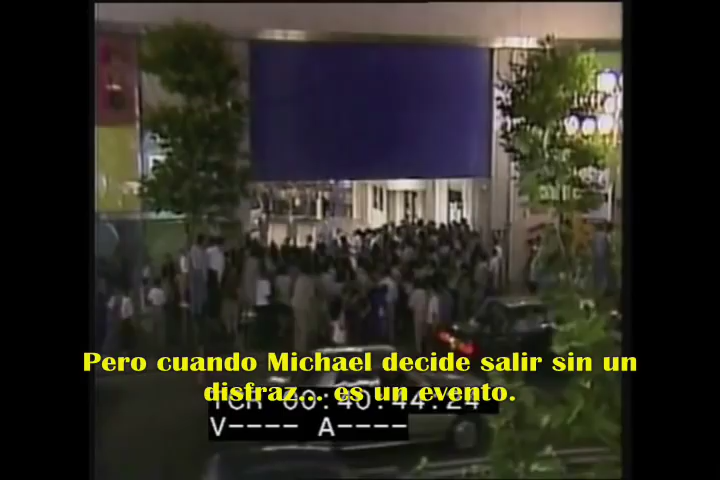 Pero cuando Michael decide salir sin un
disfraz... es un evento.
TCR 00:40:44:24
V---- A----